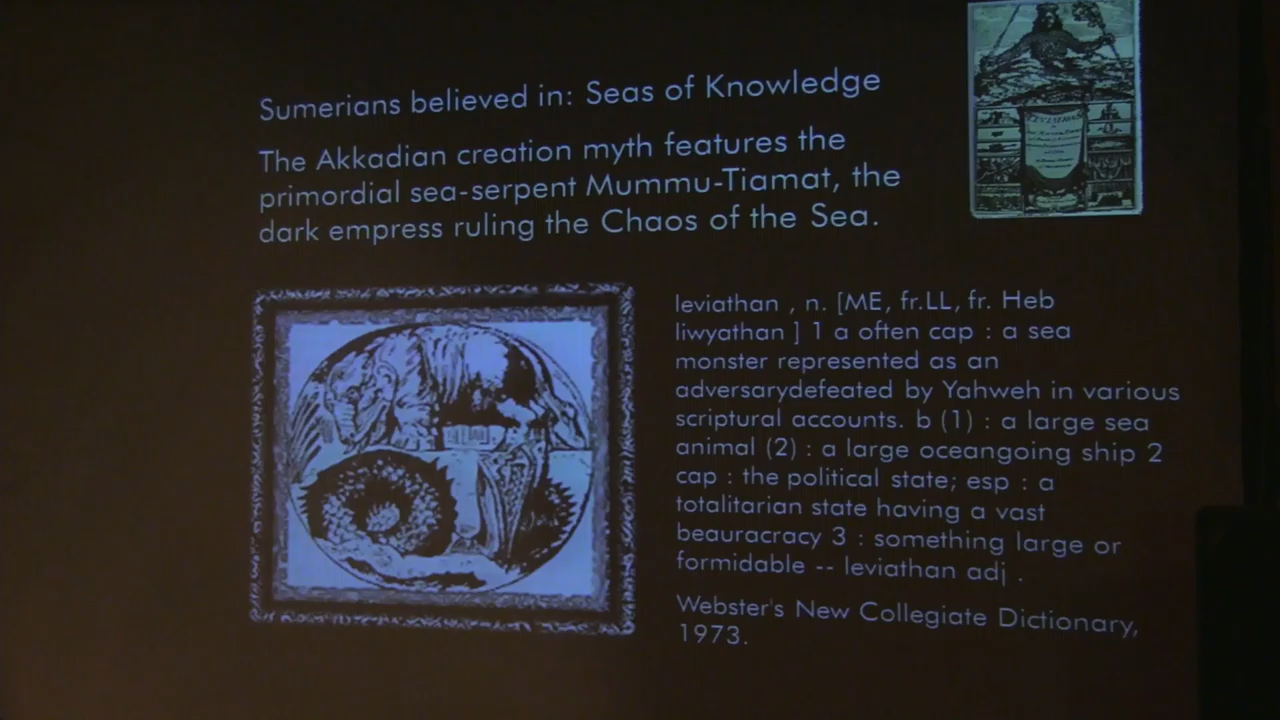 Sumerians believed in: Seas of Knowledge
The Akkadian creation myth features the
primordial sea-serpent Mummu-Tiamat, the
dark empress ruling the Chaos of the Sea.
LEVIATHAN
leviathan , n. [ME, fr.LL, fr. Heb
liwyathan ] 1 a often cap : a sea
monster represented as an
adversarydefeated by Yahweh in various
scriptural accounts. b (1) : a large sea
animal (2) : a large oceangoing ship 2
cap : the political state; esp : a
totalitarian state having a vast
beauracracy 3 : something large or
formidable -- leviathan adj .
Webster's New Collegiate Dictionary,
1973.